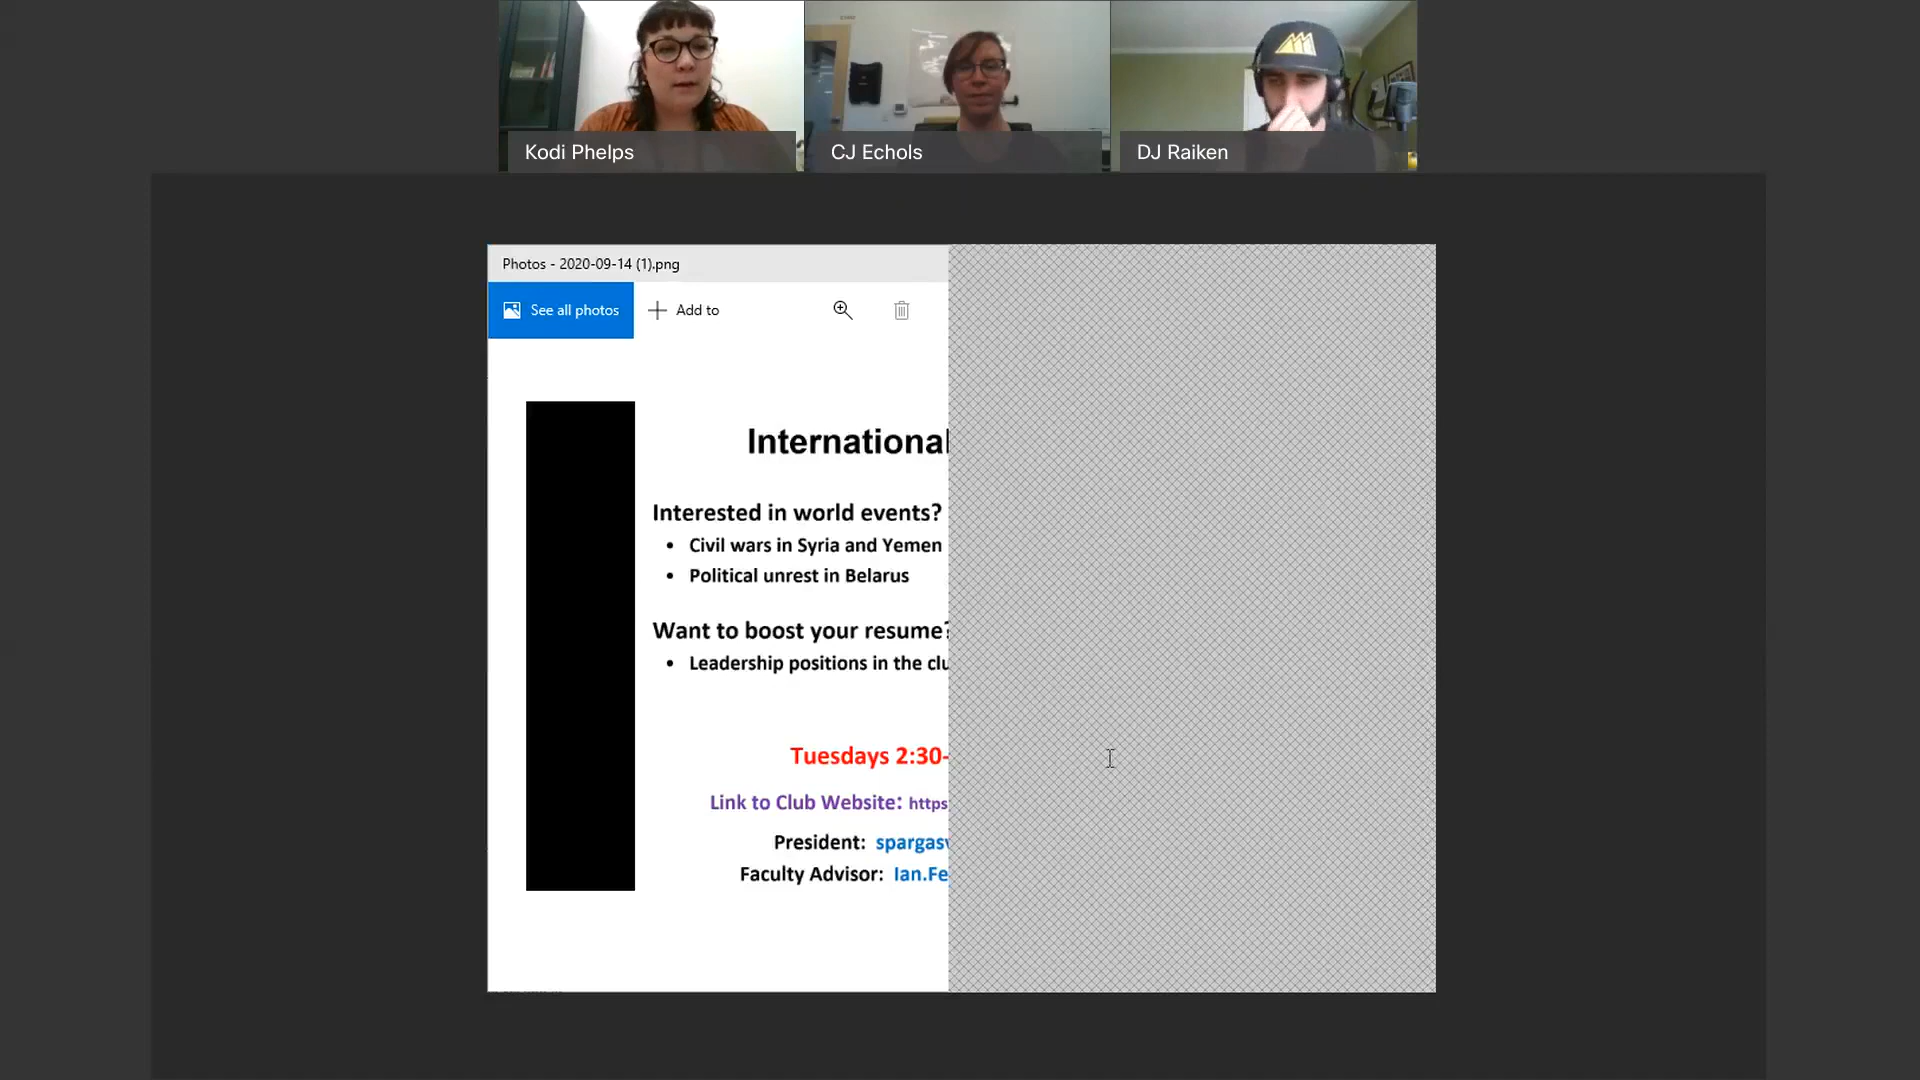 Kodi Phelps
CJ Echols
DJ Raiken
Photos - 2020-09-14 (1).png
See all photos
Add to
International
Interested in world events?
• Civil wars in Syria and Yemen
• Political unrest in Belarus
Want to boost your resume?
• Leadership positions in the clu
Tuesdays 2:30-
Link to Club Website: https
President: spargasv
Faculty Advisor: Ian.Fe